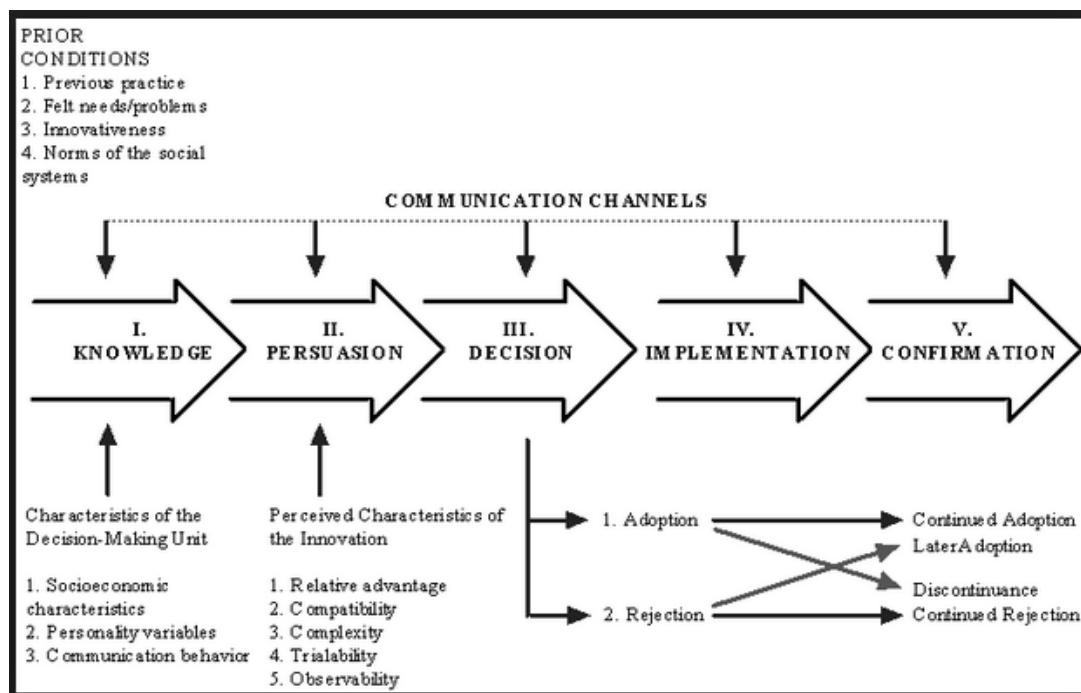 PRIOR
CONDITIONS
1. Previous practice
2. Felt needs/problems
3. Innovativeness
4. Norms of the social
systems
COMMUNICATION CHANNELS
I.
KNOWLEDGE
II.
PERSUASION
III.
DECISION
IV.
IMPLEMENTATION
V.
CONFIRMATION
Characteristics of the
Decision-Making Unit
1. Socioeconomic
characteristics
2. Personality variables
3. Communication behavior
Perceived Characteristics of
the Innovation
1. Relative advantage
2. Compatibility
3. Complexity
4. Trialability
5. Observability
1. Adoption
2. Rejection
Continued Adoption
Later Adoption
Discontinuance
Continued Rejection